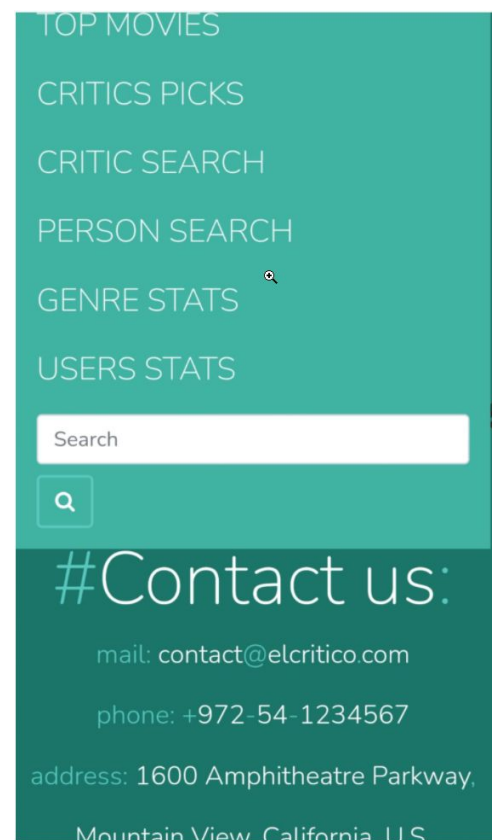 TOP MOVIES
CRITICS PICKS
CRITIC SEARCH
PERSON SEARCH
GENRE STATS
USERS STATS
Search
#Contact us:
mail: contact@elcritico.com
phone: +972-54-1234567
address: 1600 Amphitheatre Parkway,
Mountain View, California, U.S